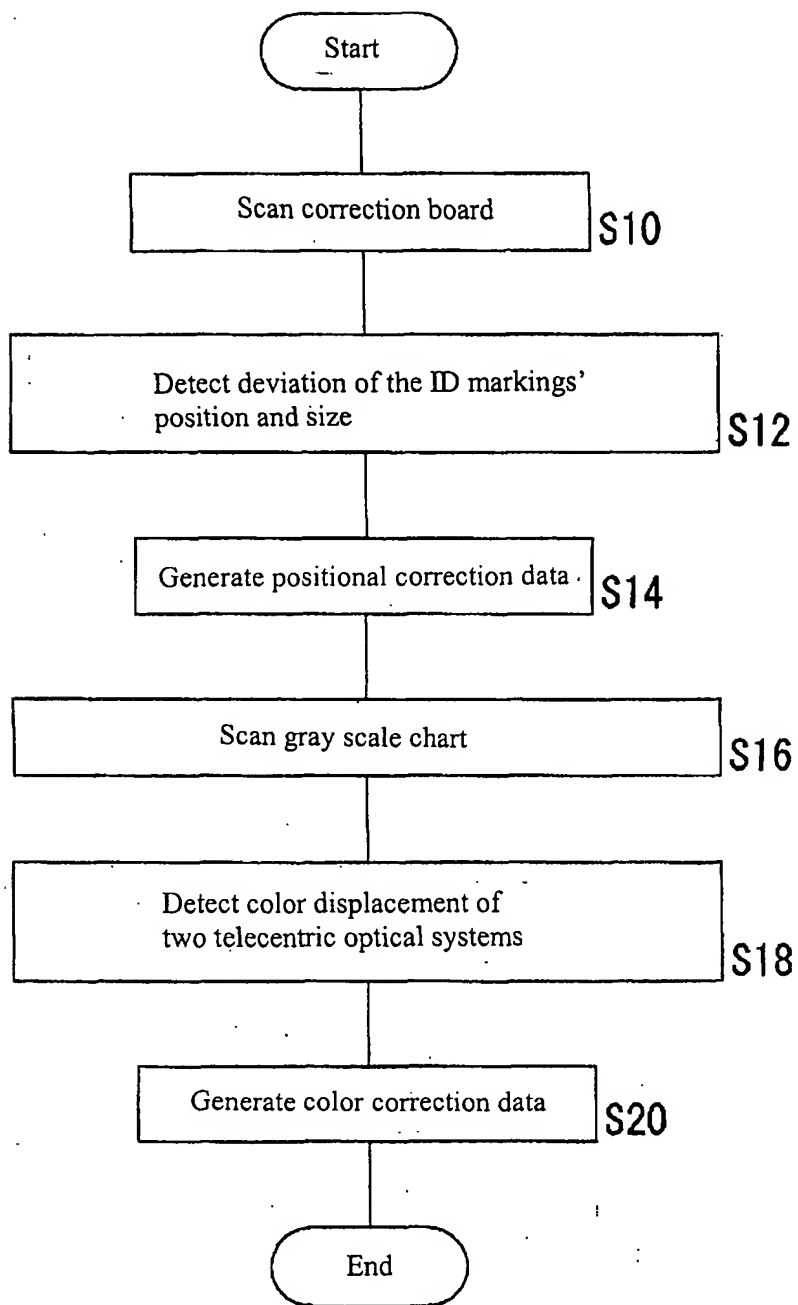 Start
Scan correction board
S10
Detect deviation of the ID markings'
position and size
S12
Generate positional correction data
S14
Scan gray scale chart
S16
Detect color displacement of
two telecentric optical systems
S18
Generate color correction data
S20
End